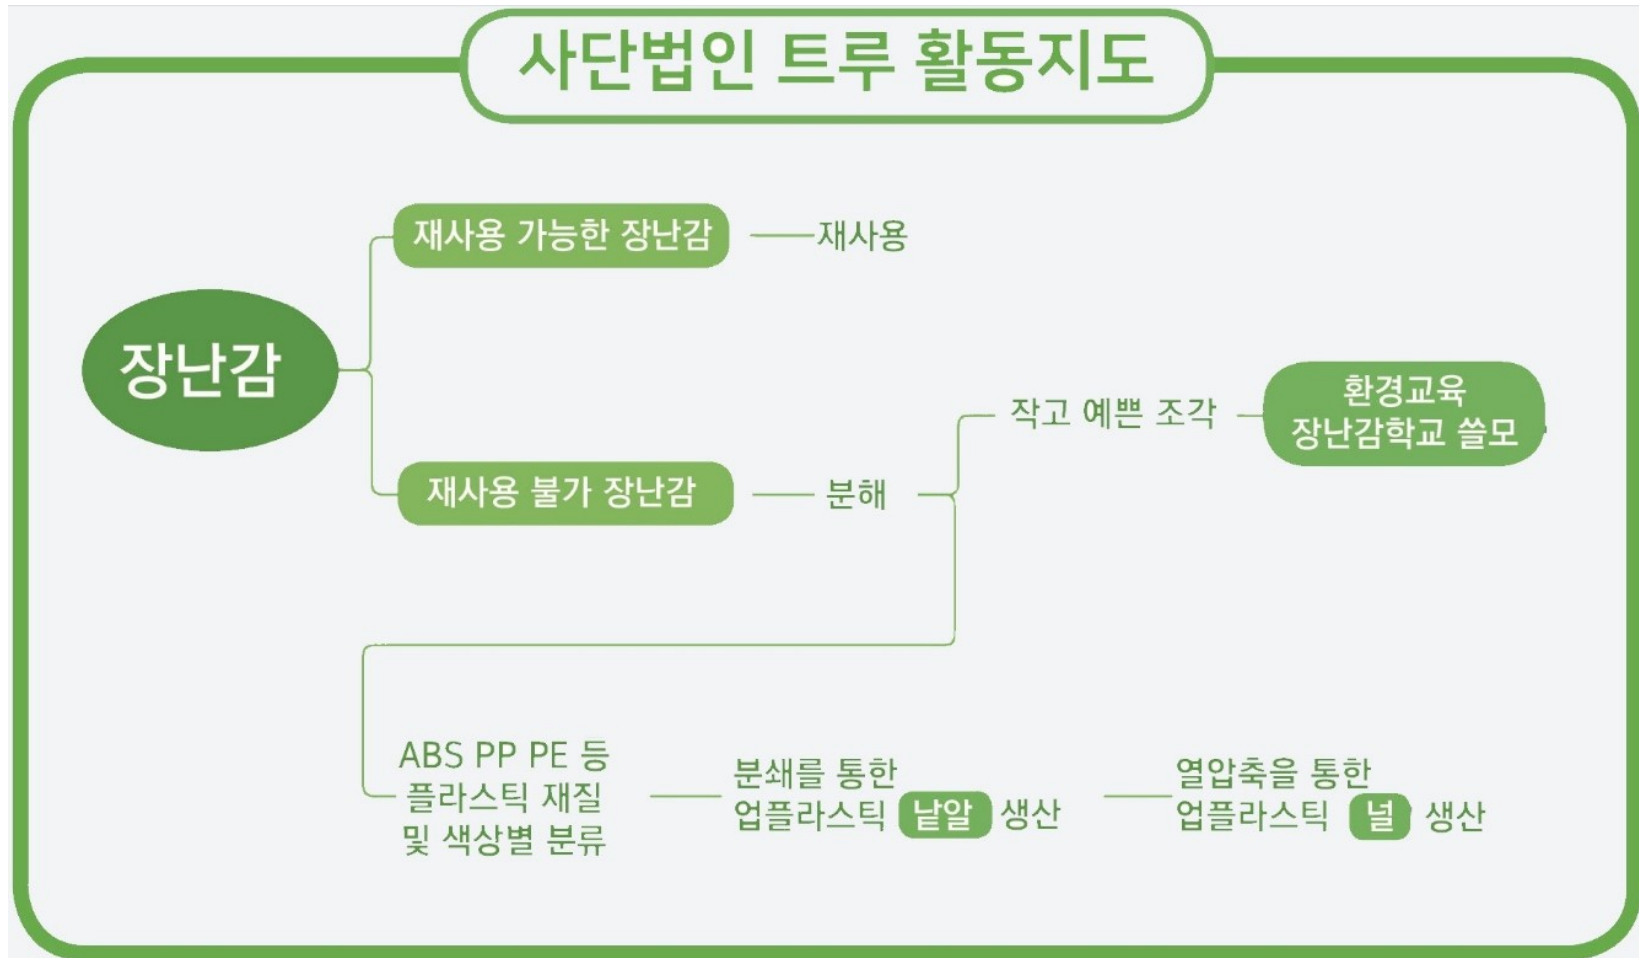 사단법인 트루 활동지도
재사용 가능한 장난감
재사용
장난감
재사용 불가 장난감
분해
작고 예쁜 조각
환경교육
장난감학교 쓸모
ABS PP PE 등
플라스틱 재질
및 색상별 분류
분쇄를 통한
업플라스틱 낱알 생산
열압축을 통한
업플라스틱 널 생산